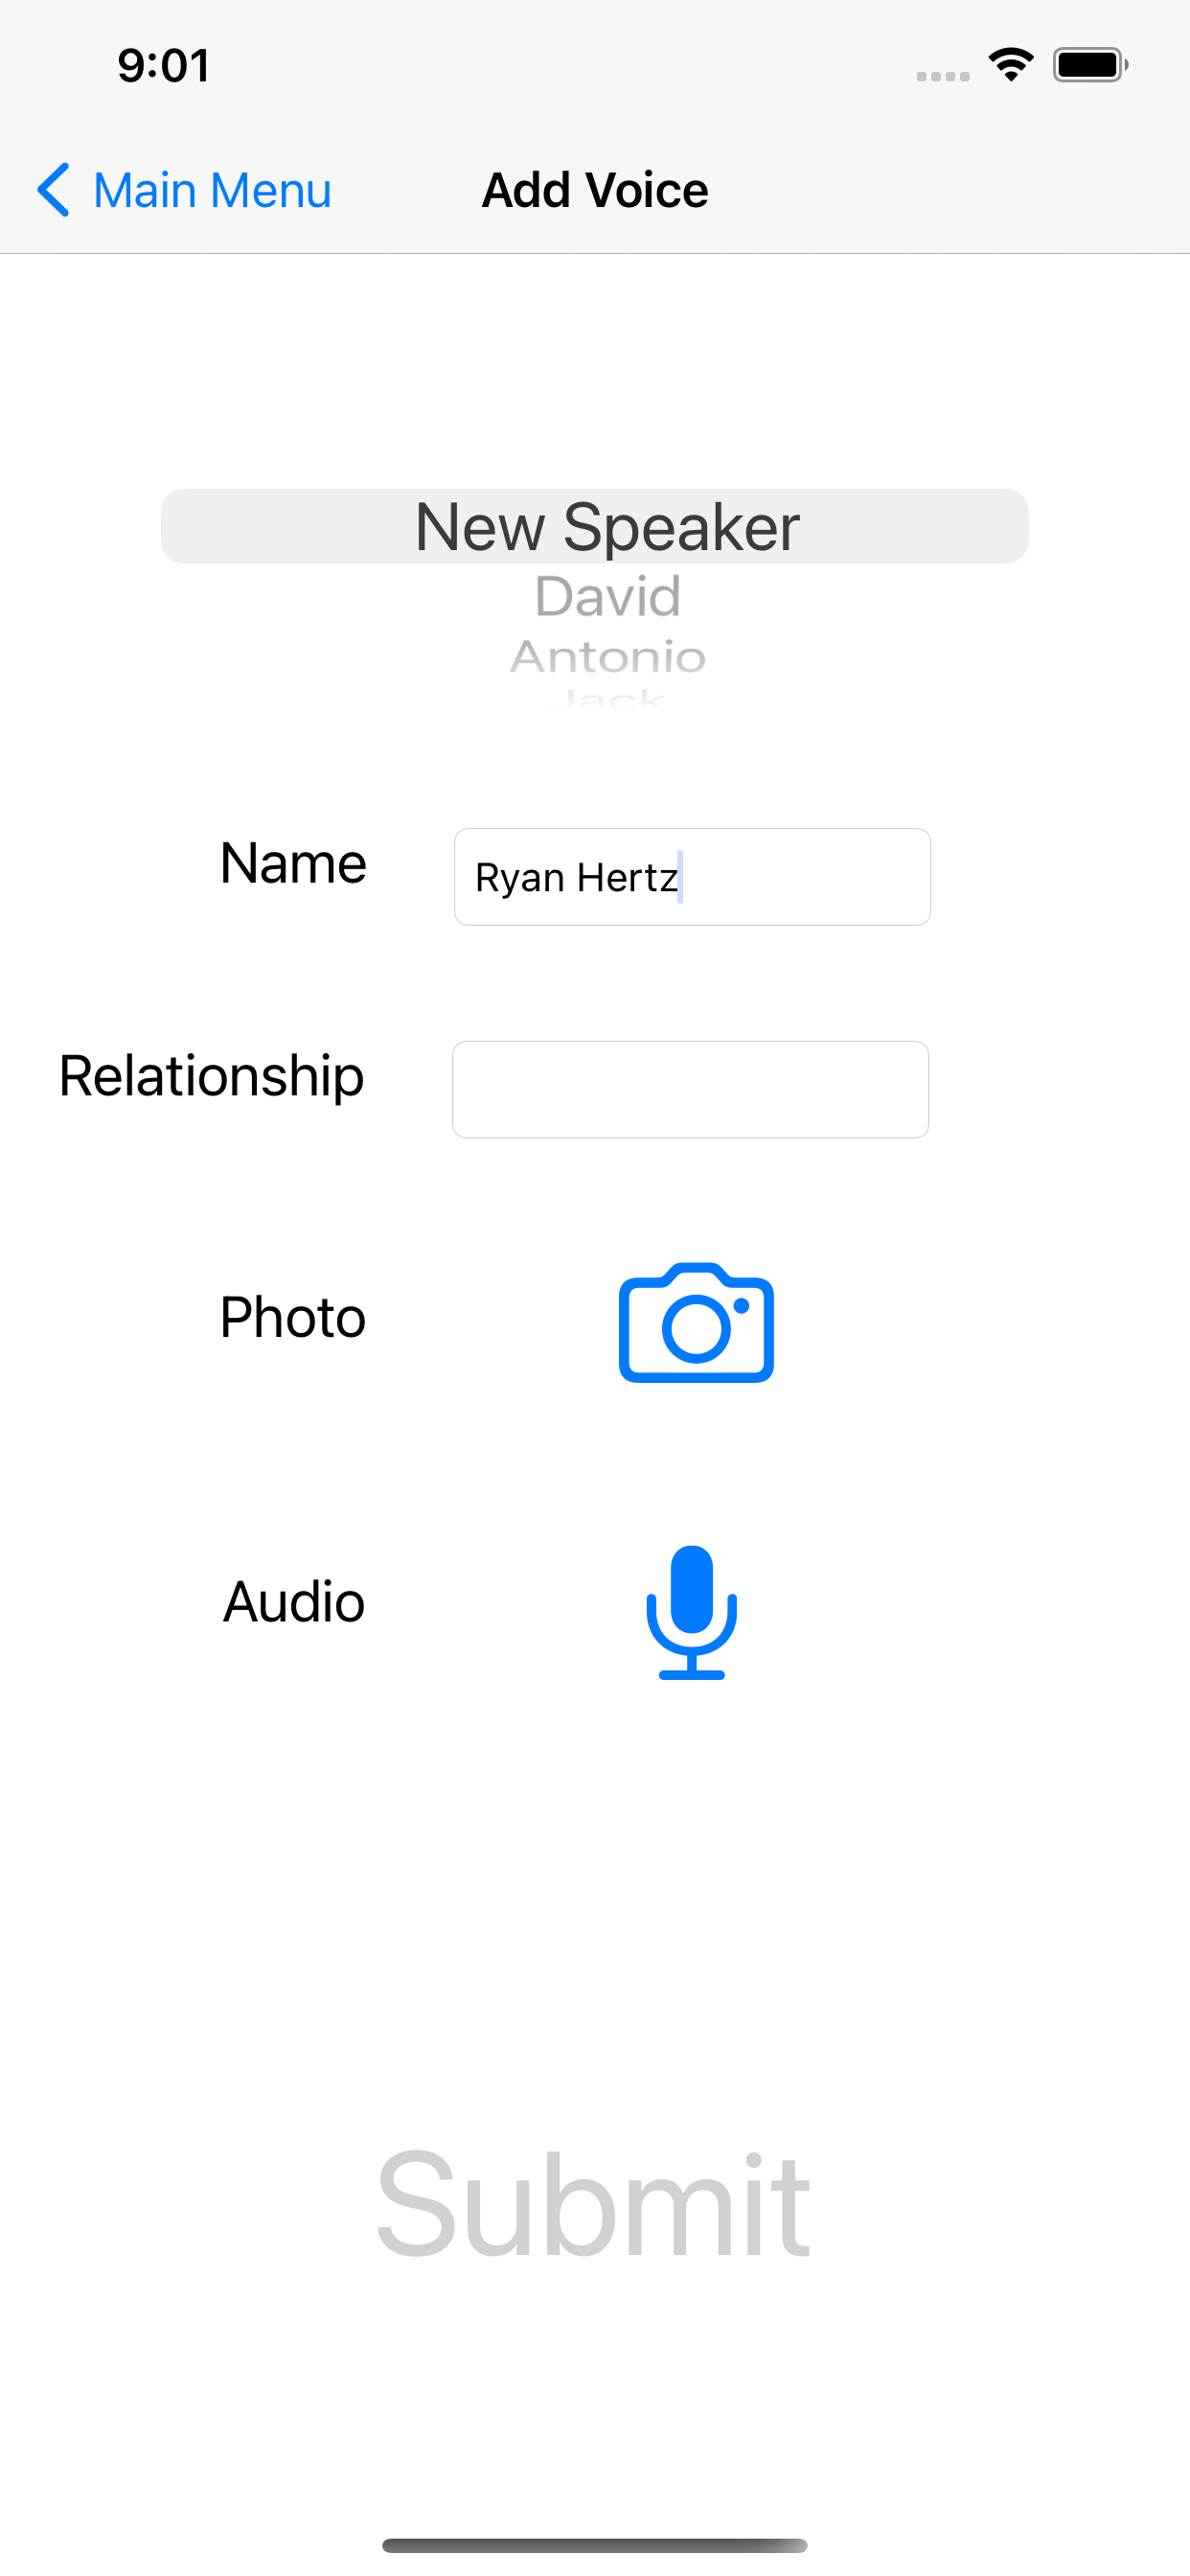 9:01
Main Menu
Add Voice
New Speaker
David
Antonio
Jack
Name
Ryan Hertz
Relationship
Photo
Audio
Submit